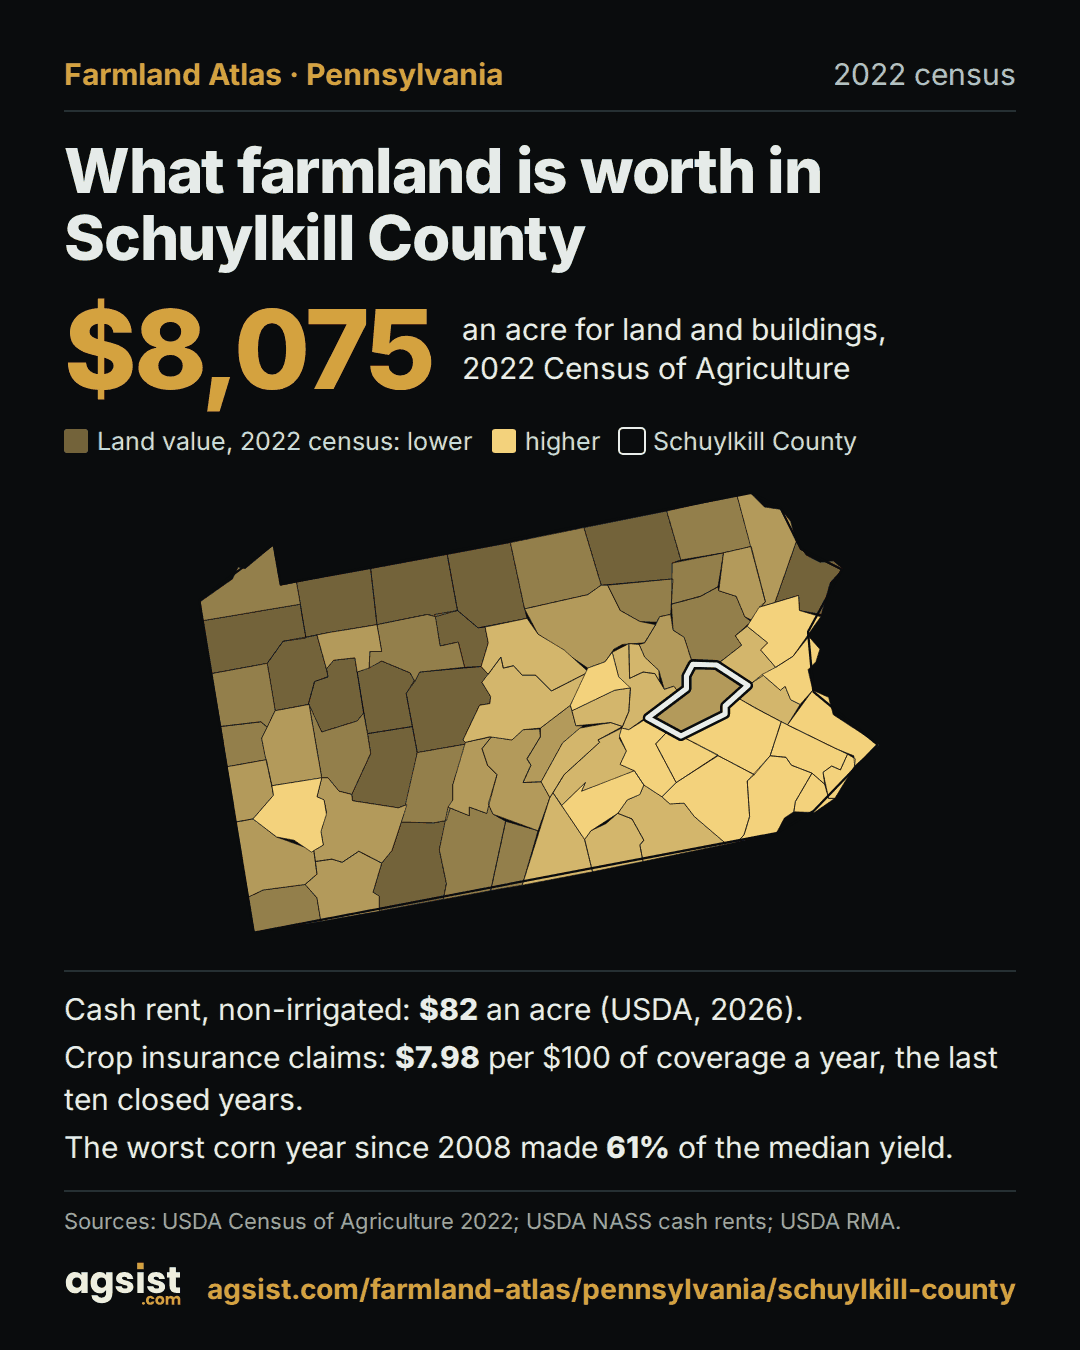 Farmland Atlas · Pennsylvania
2022 census
What farmland is worth in
Schuylkill County
$8,075
an acre for land and buildings,
2022 Census of Agriculture
Land value, 2022 census: lower
higher
Schuylkill County
Cash rent, non-irrigated: $82 an acre (USDA, 2026).
Crop insurance claims: $7.98 per $100 of coverage a year, the last
ten closed years.
The worst corn year since 2008 made 61% of the median yield.
Sources: USDA Census of Agriculture 2022; USDA NASS cash rents; USDA RMA.
agsist
.com
agsist.com/farmland-atlas/pennsylvania/schuylkill-county